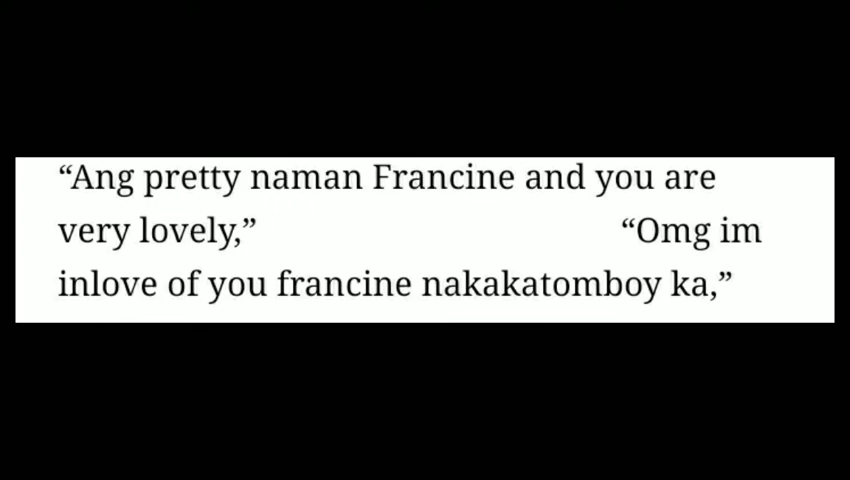 “Ang pretty naman Francine and you are
very lovely,” “Omg im
inlove of you francine nakakatomboy ka,”